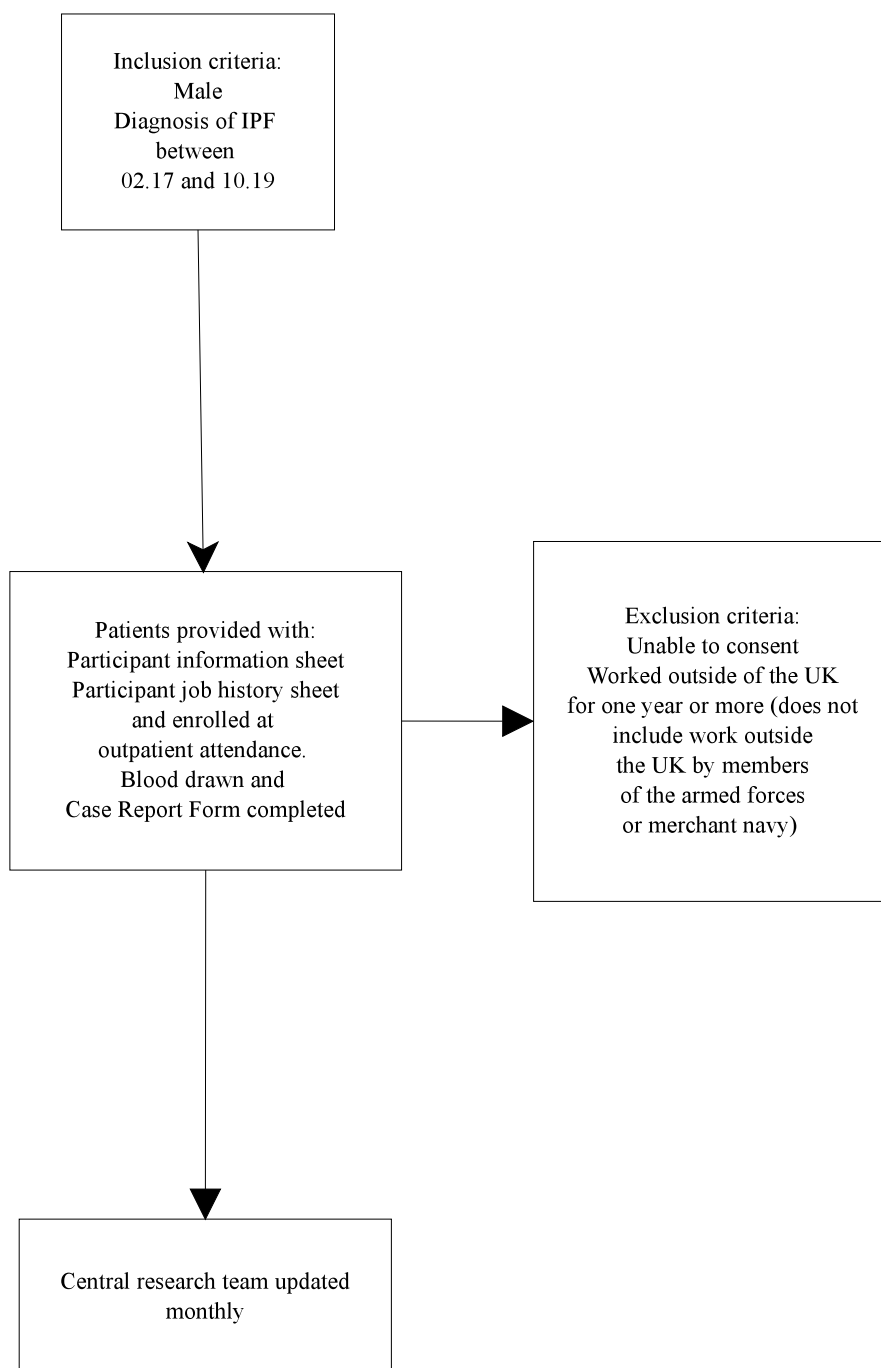 Inclusion criteria:
Male
Diagnosis of IPF
between
02.17 and 10.19
Patients provided with:
Participant information sheet
Participant job history sheet
and enrolled at
outpatient attendance.
Blood drawn and
Case Report Form completed
Exclusion criteria:
Unable to consent
Worked outside of the UK
for one year or more (does not
include work outside
the UK by members
of the armed forces
or merchant navy)
Central research team updated
monthly